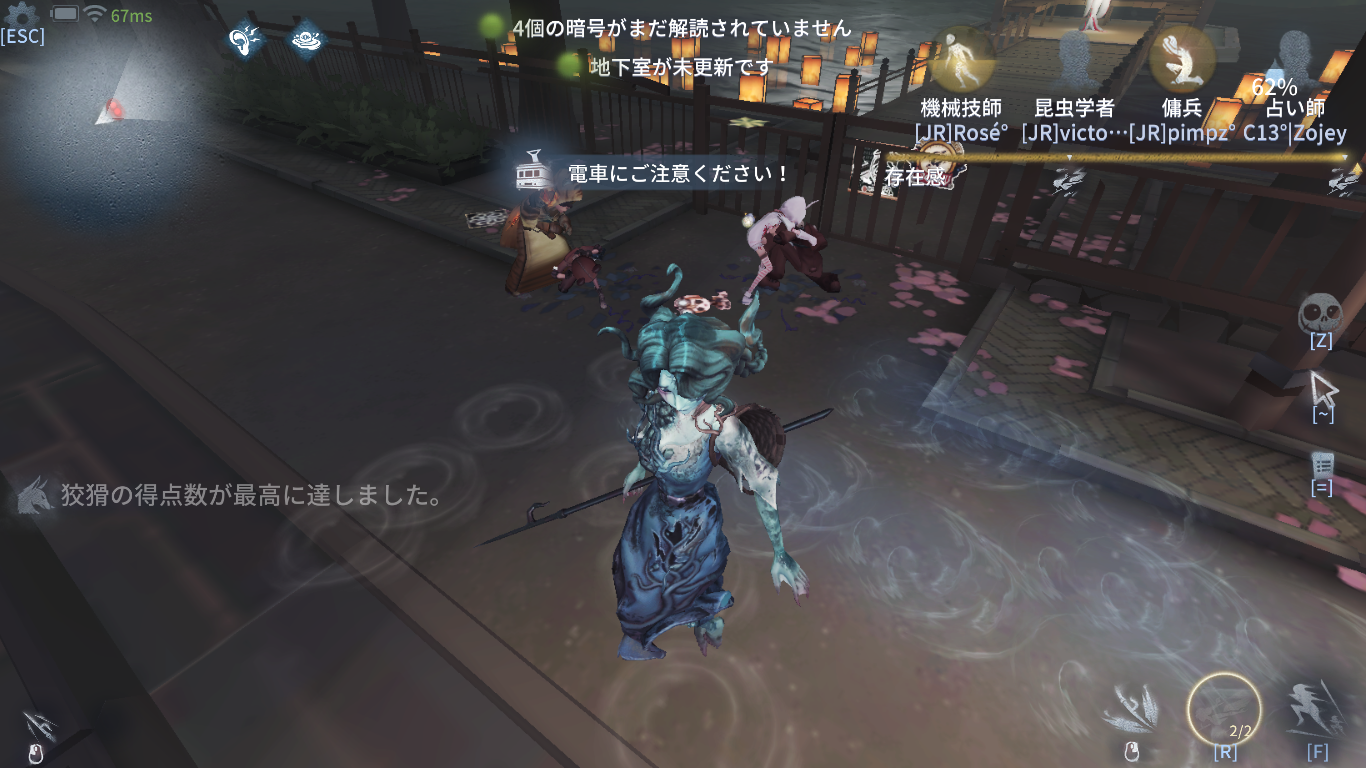 67ms
[ESC]
4個の暗号がまだ解読されていません
地下室が未更新です
62%
機械技師
昆虫学者
傭兵
占い師
[JR]Rosé°
[JR]victo…
[JR]pimpz°
C13°|Zojey
電車にご注意ください！
存在感
[Z]
[~]
[=]
狡猾の得点数が最高に達しました。
2/2
[R]
[F]